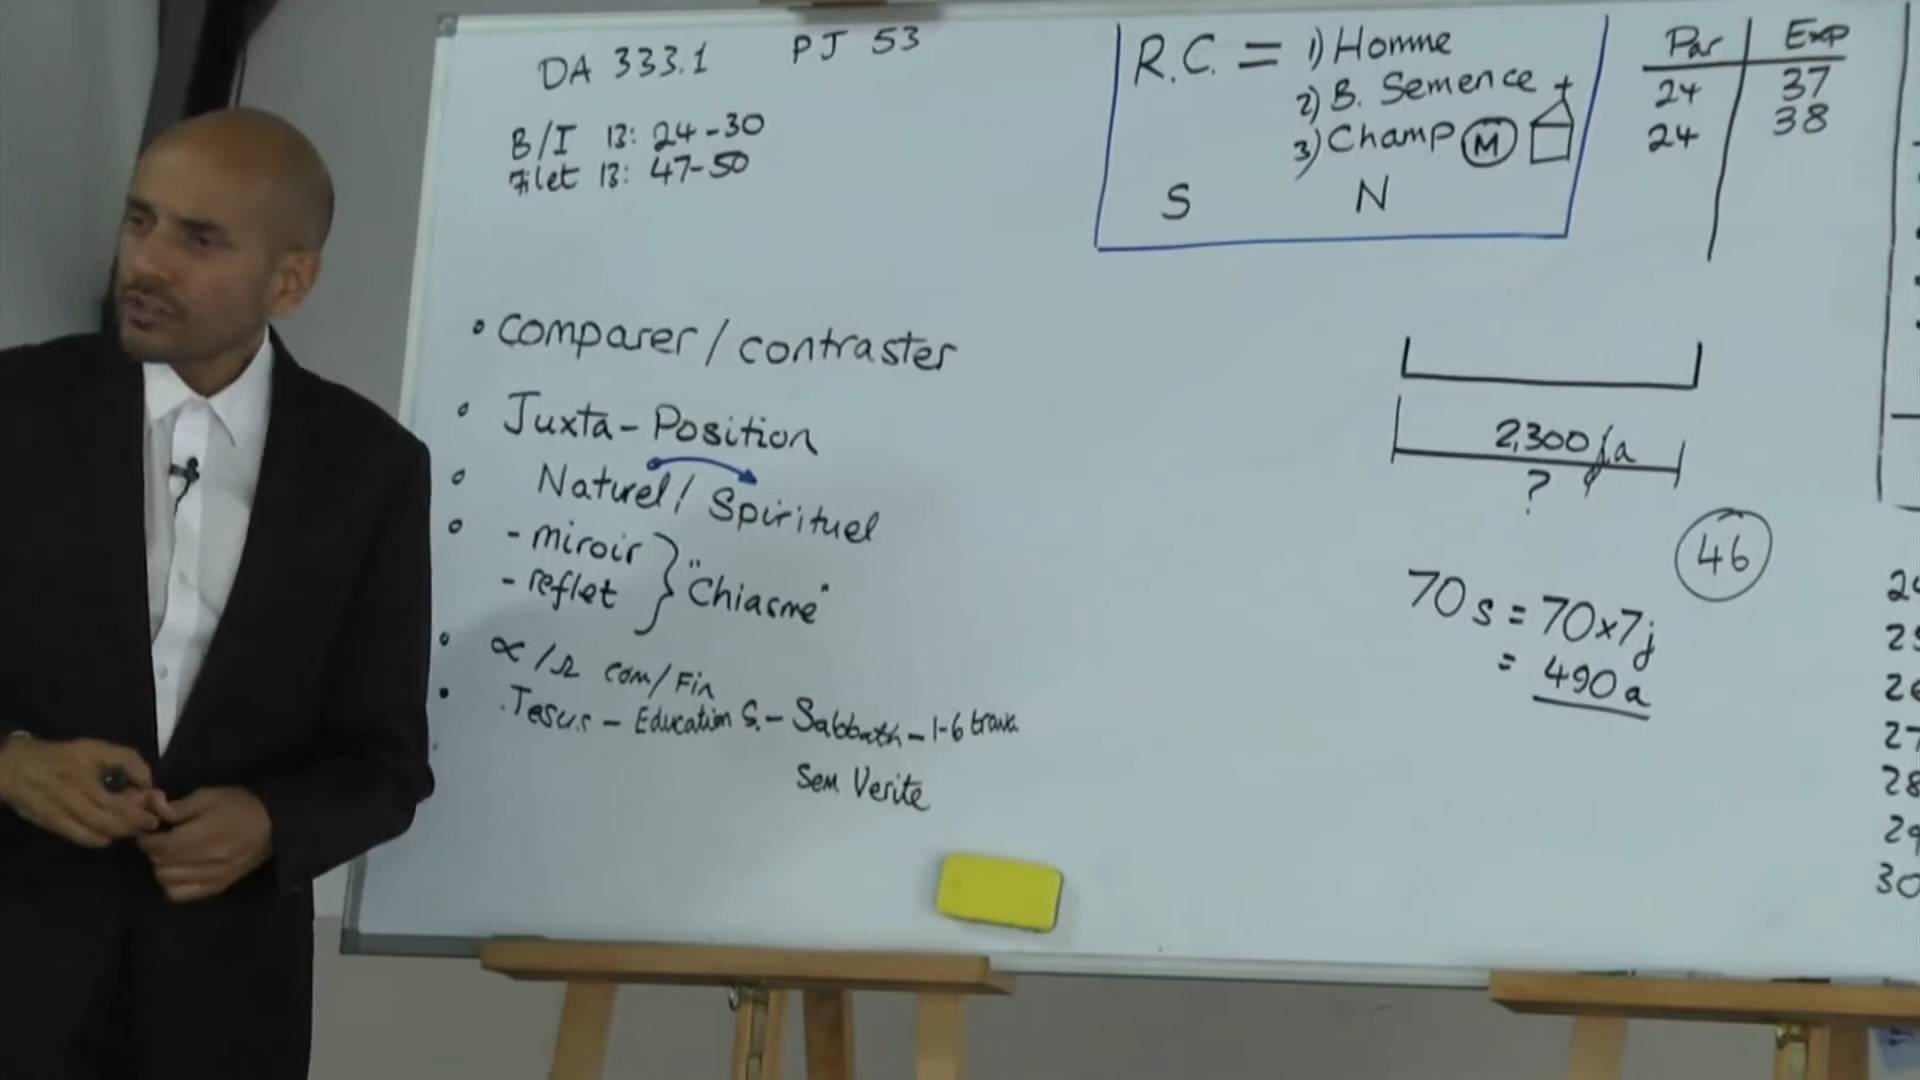 DA 333.1 PJ 53
B/I 13: 24-30
Filet 13: 47-50
• comparer / contraster
• Juxta-Position
• Naturel / Spirituel
• - miroir
- reflet } "Chiasme"
• α/Ω com/Fin
• Jesus - Education S. - Sabbath - 1-6 trava
Sem Verite
R.C. = 1) Homme
2) B. Semence
3) Champ M
S N
Par | Exp
24 | 37
24 | 38
2,300 j/a
?
46
70 s = 70x7j
= 490 a
24
25
26
27
28
29
30